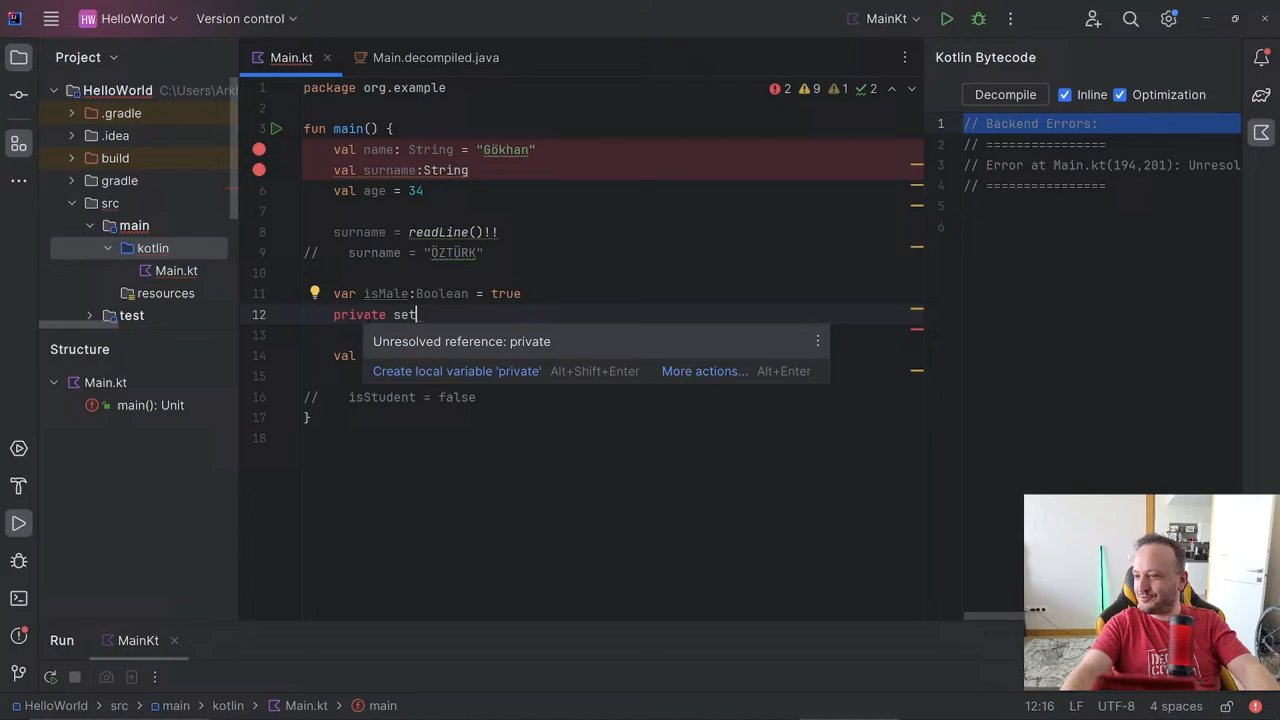 HW HelloWorld Version control MainKt
Project Main.kt Main.decompiled.java Kotlin Bytecode
HelloWorld C:\Users\Ark
.gradle
.idea
build
gradle
src
main
kotlin
Main.kt
resources
test
Structure
Main.kt
main(): Unit
2 9 1 2
1 package org.example
2
3 fun main() {
val name: String = "Gökhan"
val surname:String
6 val age = 34
7
8 surname = readLine()!!
9 // surname = "ÖZTÜRK"
10
11 var isMale:Boolean = true
12 private set
13
14 val
15
16 // isStudent = false
17 }
18
Unresolved reference: private
Create local variable 'private' Alt+Shift+Enter More actions... Alt+Enter
Decompile Inline Optimization
1 // Backend Errors:
2 // ================
3 // Error at Main.kt(194,201): Unresol
4 // ================
5
6
Run MainKt
HelloWorld > src > main > kotlin > Main.kt > main 12:16 LF UTF-8 4 spaces